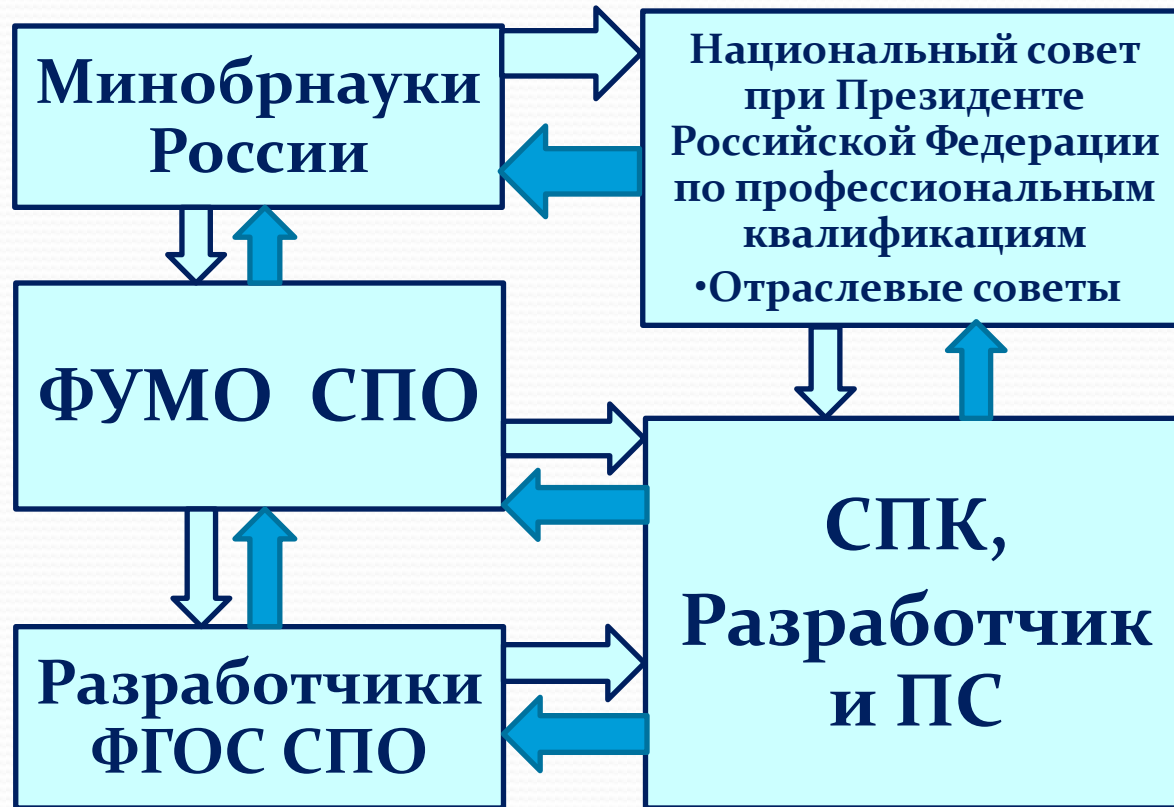 Минобрнауки
России
Национальный совет
при Президенте
Российской Федерации
по профессиональным
квалификациям
•Отраслевые советы
ФУМО СПО
СПК,
Разработчик
и ПС
Разработчики
ФГОС СПО